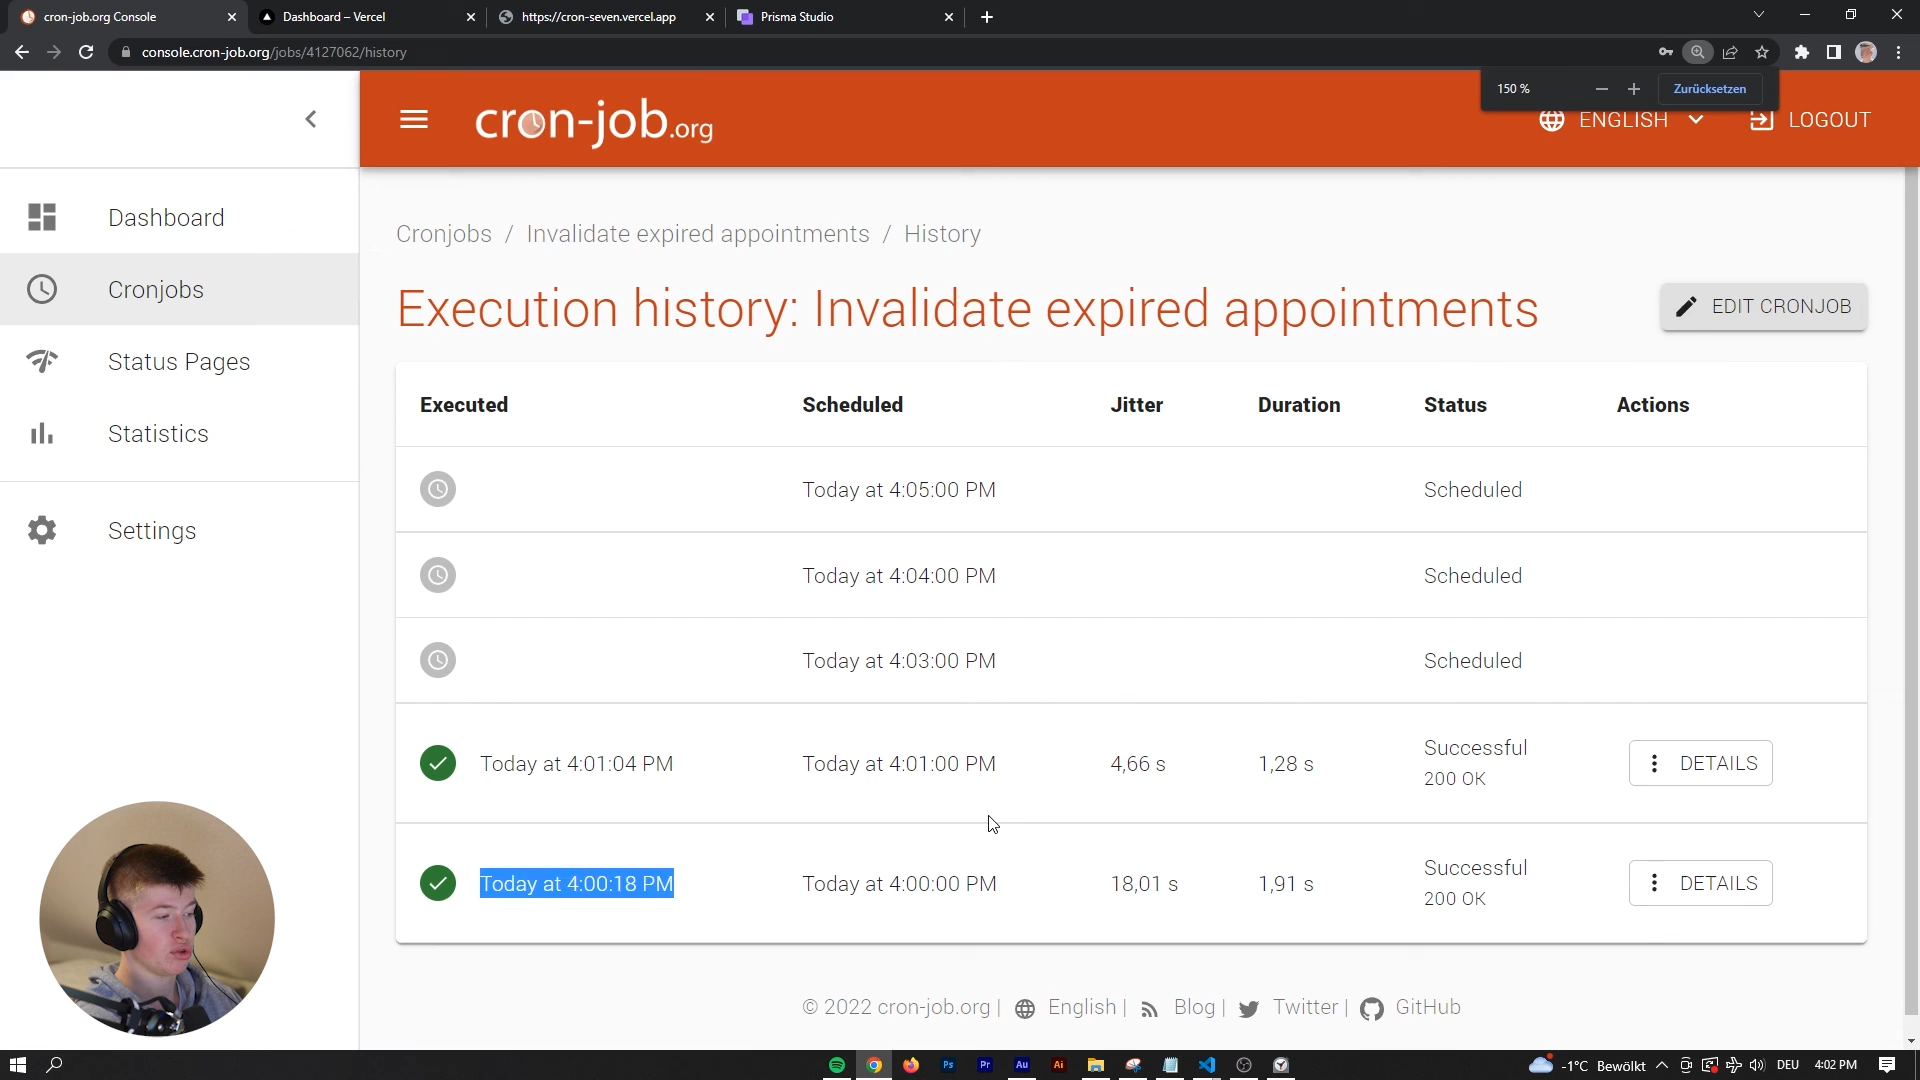 cron-job.org Console
Dashboard – Vercel
https://cron-seven.vercel.app
Prisma Studio
console.cron-job.org/jobs/4127062/history
150 %
Zurücksetzen
cron-job.org
ENGLISH
LOGOUT
Dashboard
Cronjobs
Status Pages
Statistics
Settings
Cronjobs / Invalidate expired appointments / History
Execution history: Invalidate expired appointments
EDIT CRONJOB
Executed Scheduled Jitter Duration Status Actions
Today at 4:05:00 PM Scheduled
Today at 4:04:00 PM Scheduled
Today at 4:03:00 PM Scheduled
Today at 4:01:04 PM Today at 4:01:00 PM 4,66 s 1,28 s Successful
200 OK
DETAILS
Today at 4:00:18 PM Today at 4:00:00 PM 18,01 s 1,91 s Successful
200 OK
DETAILS
© 2022 cron-job.org | English | Blog | Twitter | GitHub
Ps
Pr
Au
Ai
-1°C Bewölkt
DEU
4:02 PM